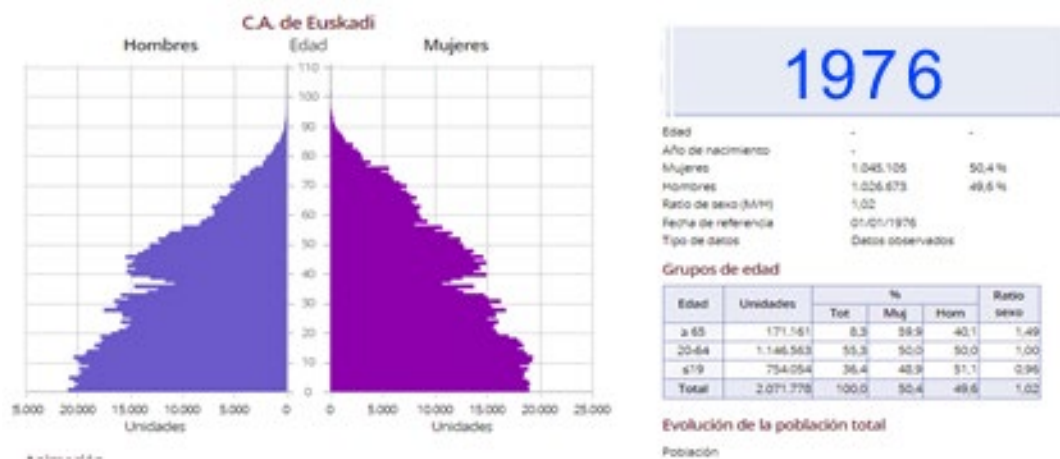 C.A. de Euskadi
Hombres Edad Mujeres
110
100
90
80
70
60
50
40
30
20
10
0
5.000 20.000 15.000 10.000 5.000 0 0 5.000 10.000 15.000 20.000 25.000
Unidades Unidades
1976
Edad - -
Año de nacimiento -
Mujeres 1.045.105 50,4 %
Hombres 1.026.673 49,6 %
Ratio de sexo (M/H) 1,02
Fecha de referencia 01/01/1976
Tipo de datos Datos observados
Grupos de edad
Edad Unidades % Ratio sexo
Tot Muj Hom
≥ 65 171.161 8,3 59,9 40,1 1,49
20-64 1.146.563 55,3 50,0 50,0 1,00
≤19 754.054 36,4 48,9 51,1 0,96
Total 2.071.778 100,0 50,4 49,6 1,02
Evolución de la población total
Población